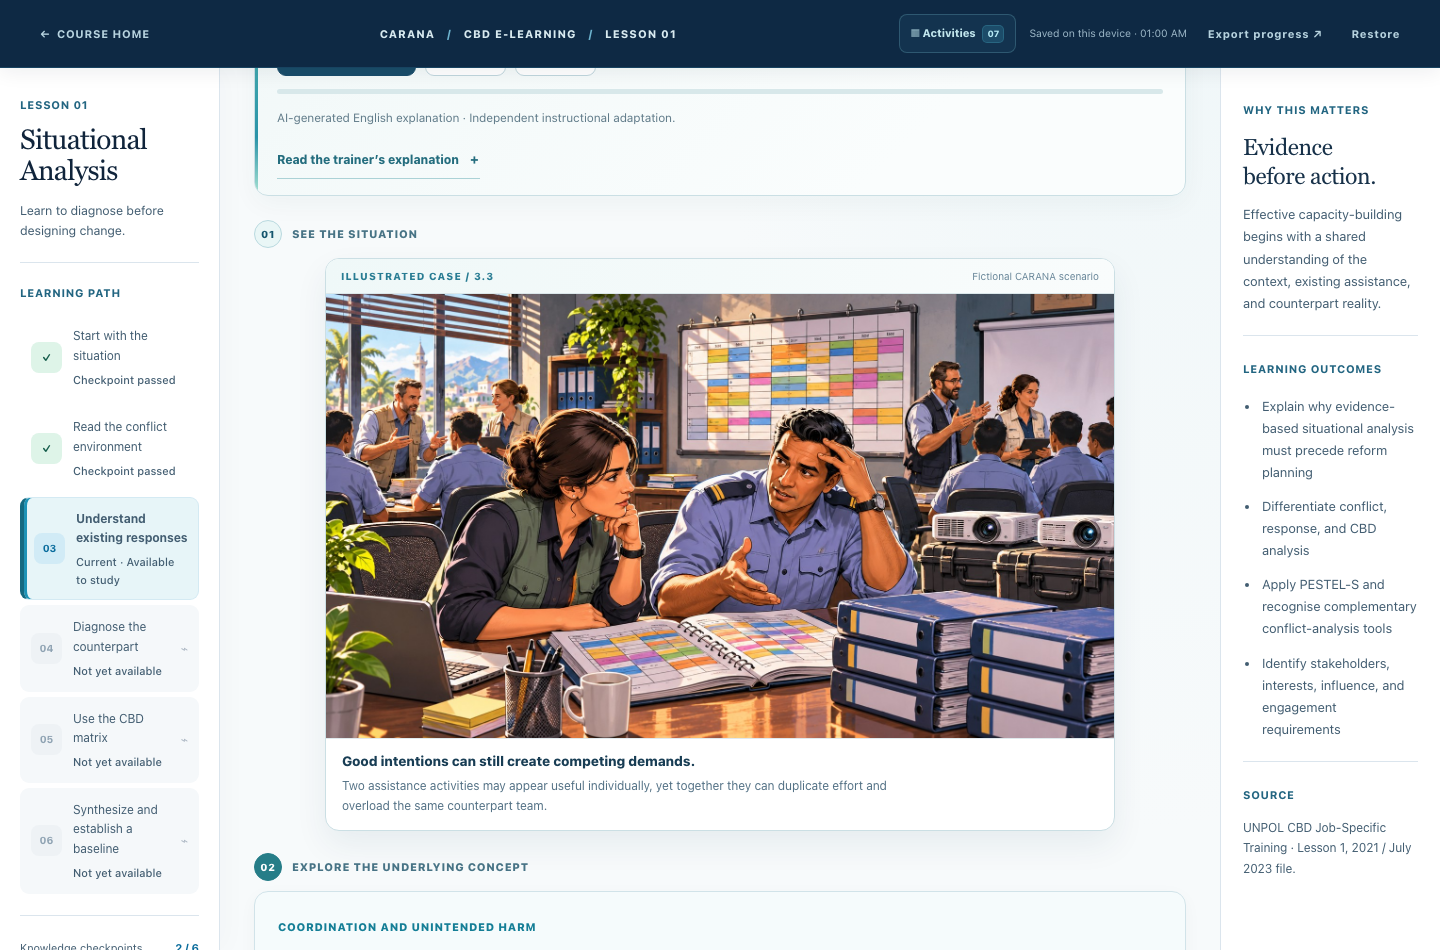 ← COURSE HOME
CARANA / CBD E-LEARNING / LESSON 01
Activities 07
Saved on this device · 01:00 AM
Export progress ↗
Restore
LESSON 01
Situational
Analysis
Learn to diagnose before
designing change.
LEARNING PATH
Start with the
situation
Checkpoint passed
Read the conflict
environment
Checkpoint passed
03
Understand
existing responses
Current · Available
to study
04
Diagnose the
counterpart
Not yet available
05
Use the CBD
matrix
Not yet available
06
Synthesize and
establish a
baseline
Not yet available
Knowledge checkpoints 2 / 6
AI-generated English explanation · Independent instructional adaptation.
Read the trainer’s explanation +
01 SEE THE SITUATION
ILLUSTRATED CASE / 3.3
Fictional CARANA scenario
Good intentions can still create competing demands.
Two assistance activities may appear useful individually, yet together they can duplicate effort and
overload the same counterpart team.
02 EXPLORE THE UNDERLYING CONCEPT
COORDINATION AND UNINTENDED HARM
WHY THIS MATTERS
Evidence
before action.
Effective capacity-building
begins with a shared
understanding of the
context, existing assistance,
and counterpart reality.
LEARNING OUTCOMES
• Explain why evidence-
based situational analysis
must precede reform
planning
• Differentiate conflict,
response, and CBD
analysis
• Apply PESTEL-S and
recognise complementary
conflict-analysis tools
• Identify stakeholders,
interests, influence, and
engagement
requirements
SOURCE
UNPOL CBD Job-Specific
Training · Lesson 1, 2021 / July
2023 file.